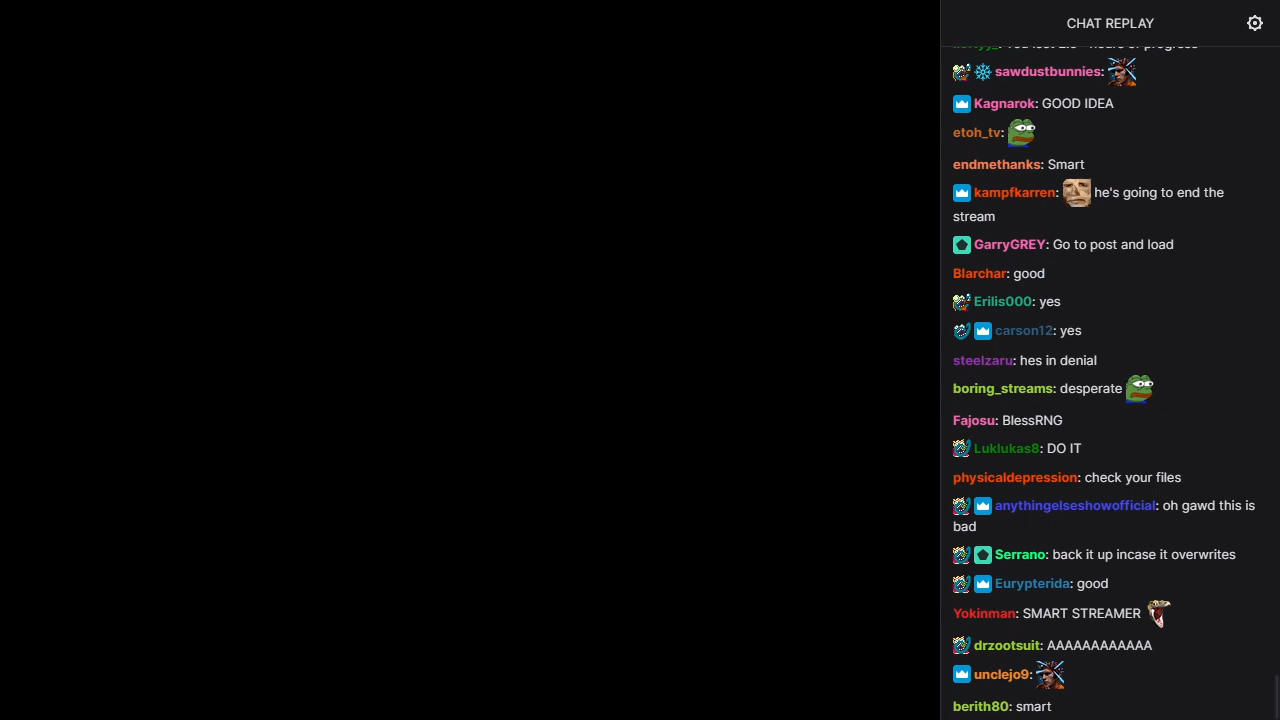 CHAT REPLAY
sawdustbunnies:
Kagnarok: GOOD IDEA
etoh_tv:
endmethanks: Smart
kampfkarren: he's going to end the
stream
GarryGREY: Go to post and load
Blarchar: good
Erilis000: yes
carson12: yes
steelzaru: hes in denial
boring_streams: desperate
Fajosu: BlessRNG
Luklukas8: DO IT
physicaldepression: check your files
anythingelseshowofficial: oh gawd this is
bad
Serrano: back it up incase it overwrites
Eurypterida: good
Yokinman: SMART STREAMER
drzootsuit: AAAAAAAAAAAA
unclejo9:
berith80: smart